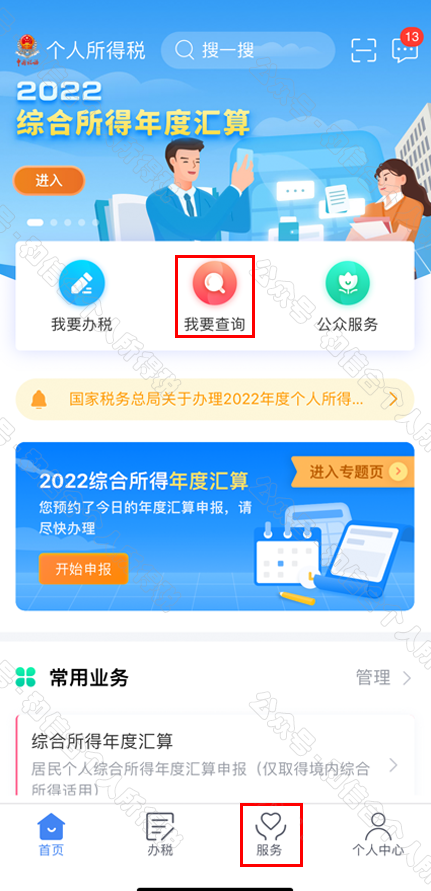 个人所得税
搜一搜
13
2022
综合所得年度汇算
进入
我要办税
我要查询
公众服务
国家税务总局关于办理2022年度个人所得...
2022综合所得年度汇算
进入专题页
您预约了今日的年度汇算申报，请
尽快办理
开始申报
常用业务
管理
综合所得年度汇算
居民个人综合所得年度汇算申报（仅取得境内综合
所得适用）
首页
办税
服务
个人中心